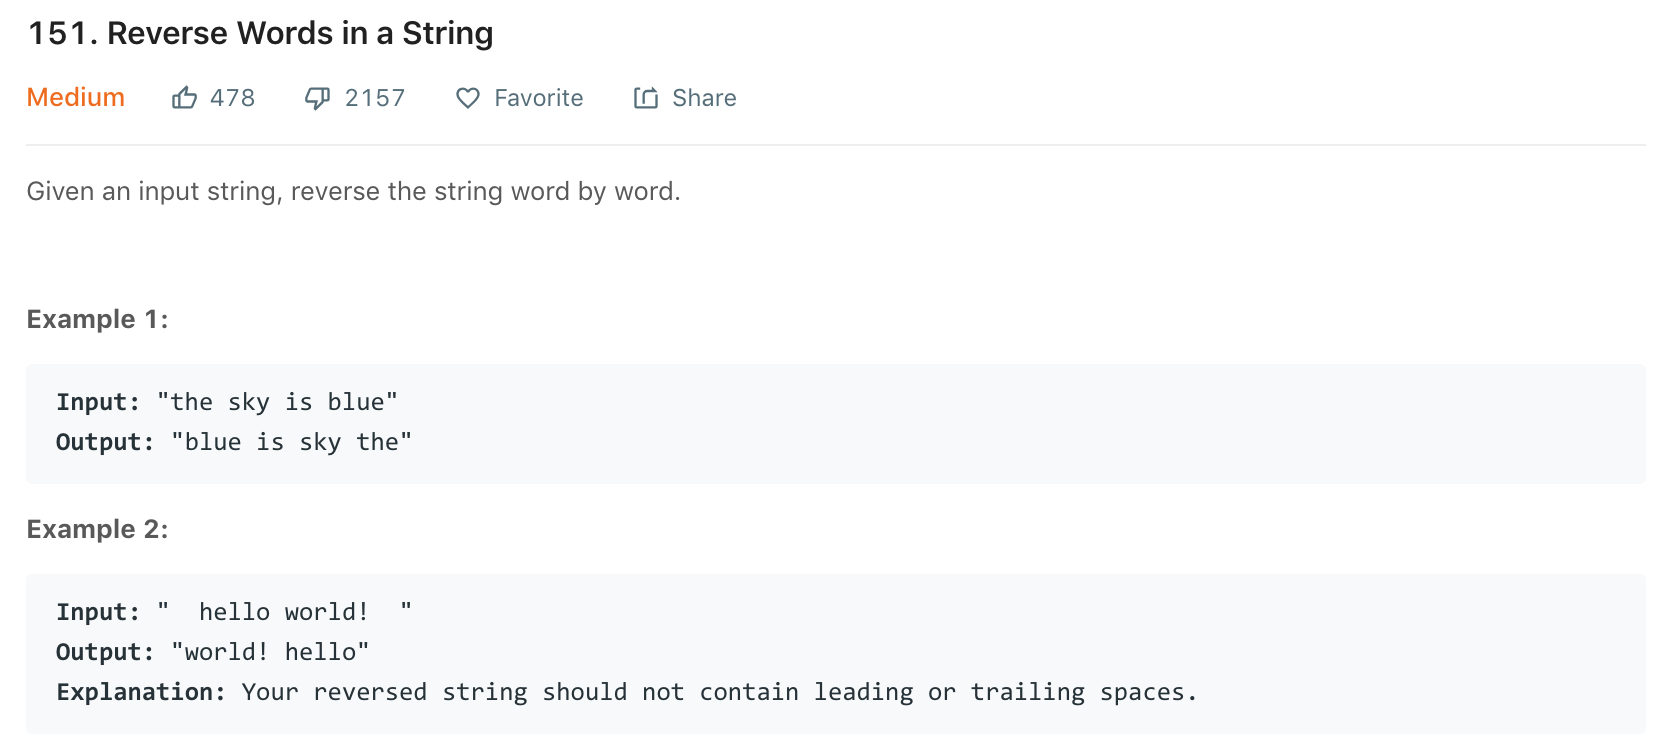 151. Reverse Words in a String
Medium 478 2157 Favorite Share
Given an input string, reverse the string word by word.
Example 1:
Input: "the sky is blue"
Output: "blue is sky the"
Example 2:
Input: "  hello world!  "
Output: "world! hello"
Explanation: Your reversed string should not contain leading or trailing spaces.